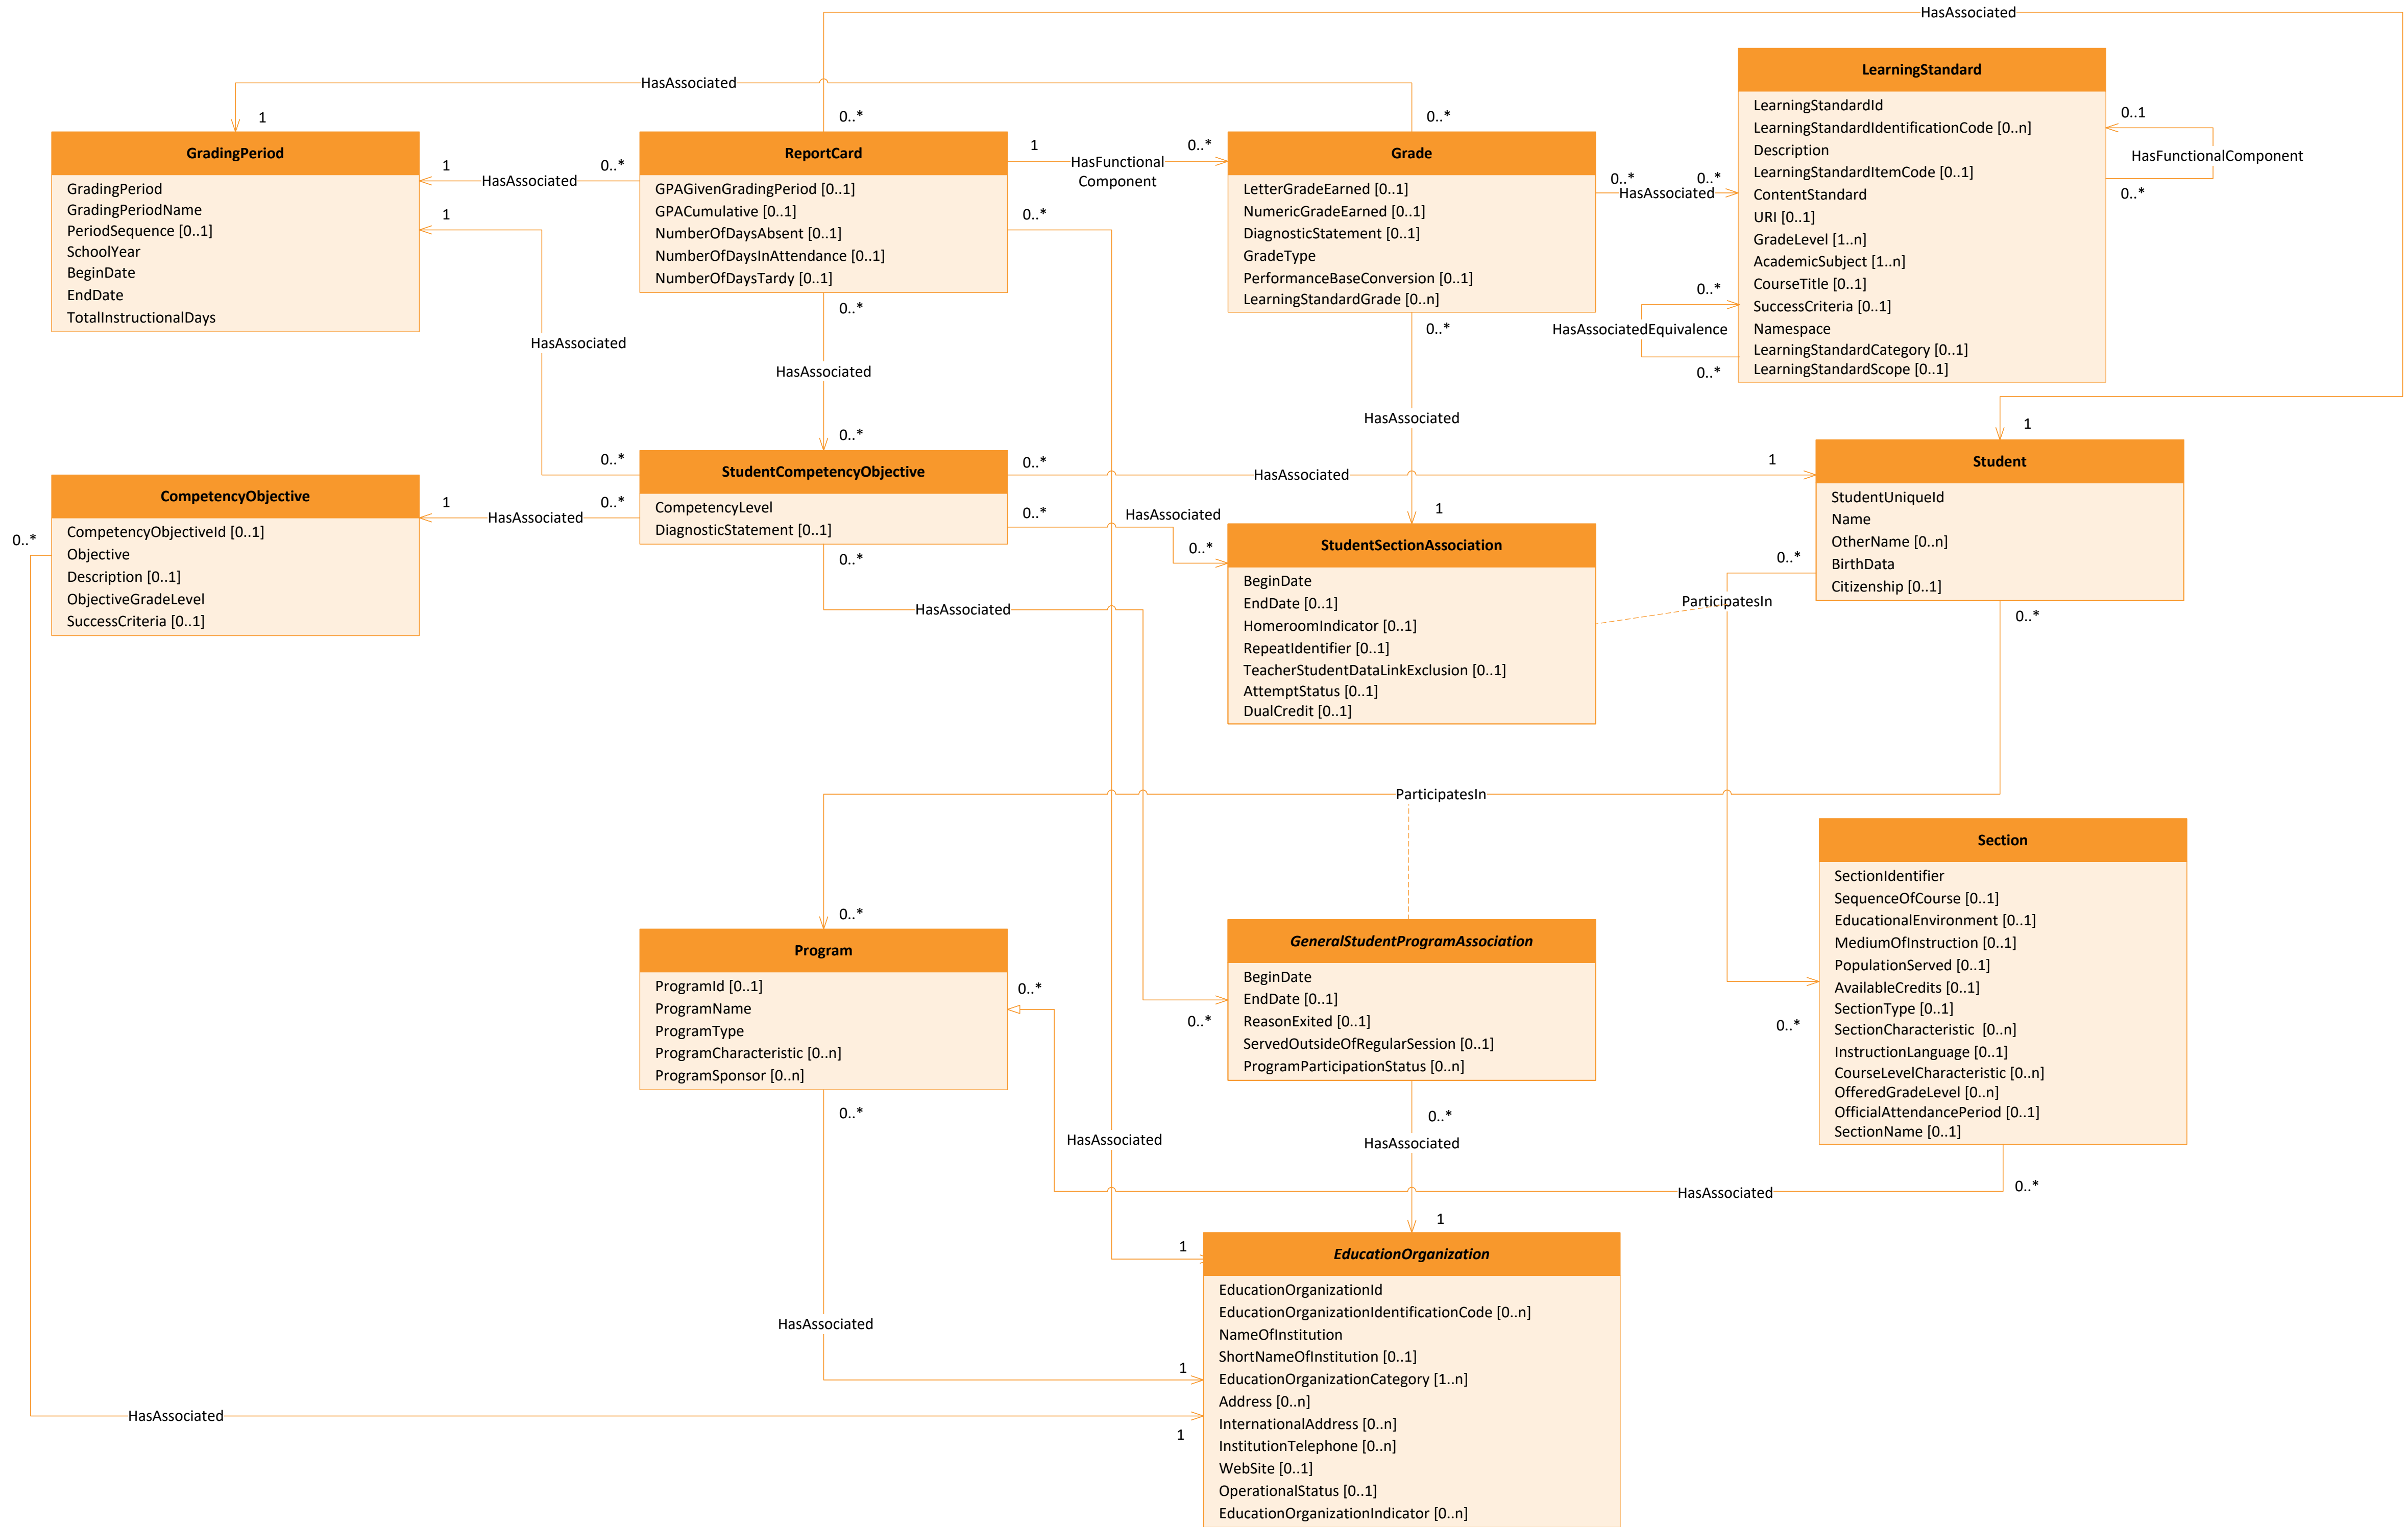 HasAssociated
HasAssociated
1
0..*
0..*
GradingPeriod
GradingPeriod
GradingPeriodName
PeriodSequence [0..1]
SchoolYear
BeginDate
EndDate
TotalInstructionalDays
1
HasAssociated
0..*
1
HasAssociated
ReportCard
GPAGivenGradingPeriod [0..1]
GPACumulative [0..1]
NumberOfDaysAbsent [0..1]
NumberOfDaysInAttendance [0..1]
NumberOfDaysTardy [0..1]
1
HasFunctional
Component
0..*
0..*
0..*
HasAssociated
0..*
Grade
LetterGradeEarned [0..1]
NumericGradeEarned [0..1]
DiagnosticStatement [0..1]
GradeType
PerformanceBaseConversion [0..1]
LearningStandardGrade [0..n]
0..*
HasAssociated
0..*
0..*
HasAssociated
1
LearningStandard
LearningStandardId
LearningStandardIdentificationCode [0..n]
Description
LearningStandardItemCode [0..1]
ContentStandard
URI [0..1]
GradeLevel [1..n]
AcademicSubject [1..n]
CourseTitle [0..1]
SuccessCriteria [0..1]
Namespace
LearningStandardCategory [0..1]
LearningStandardScope [0..1]
0..1
HasFunctionalComponent
0..*
0..*
HasAssociatedEquivalence
0..*
0..*
CompetencyObjective
CompetencyObjectiveId [0..1]
Objective
Description [0..1]
ObjectiveGradeLevel
SuccessCriteria [0..1]
1
HasAssociated
0..*
0..*
StudentCompetencyObjective
CompetencyLevel
DiagnosticStatement [0..1]
0..*
HasAssociated
1
0..*
HasAssociated
0..*
0..*
HasAssociated
StudentSectionAssociation
BeginDate
EndDate [0..1]
HomeroomIndicator [0..1]
RepeatIdentifier [0..1]
TeacherStudentDataLinkExclusion [0..1]
AttemptStatus [0..1]
DualCredit [0..1]
1
Student
StudentUniqueId
Name
OtherName [0..n]
BirthData
Citizenship [0..1]
0..*
ParticipatesIn
0..*
ParticipatesIn
0..*
Program
ProgramId [0..1]
ProgramName
ProgramType
ProgramCharacteristic [0..n]
ProgramSponsor [0..n]
0..*
0..*
HasAssociated
0..*
GeneralStudentProgramAssociation
BeginDate
EndDate [0..1]
ReasonExited [0..1]
ServedOutsideOfRegularSession [0..1]
ProgramParticipationStatus [0..n]
0..*
HasAssociated
1
Section
SectionIdentifier
SequenceOfCourse [0..1]
EducationalEnvironment [0..1]
MediumOfInstruction [0..1]
PopulationServed [0..1]
AvailableCredits [0..1]
SectionType [0..1]
SectionCharacteristic [0..n]
InstructionLanguage [0..1]
CourseLevelCharacteristic [0..n]
OfferedGradeLevel [0..n]
OfficialAttendancePeriod [0..1]
SectionName [0..1]
0..*
0..*
HasAssociated
1
HasAssociated
1
HasAssociated
1
EducationOrganization
EducationOrganizationId
EducationOrganizationIdentificationCode [0..n]
NameOfInstitution
ShortNameOfInstitution [0..1]
EducationOrganizationCategory [1..n]
Address [0..n]
InternationalAddress [0..n]
InstitutionTelephone [0..n]
WebSite [0..1]
OperationalStatus [0..1]
EducationOrganizationIndicator [0..n]